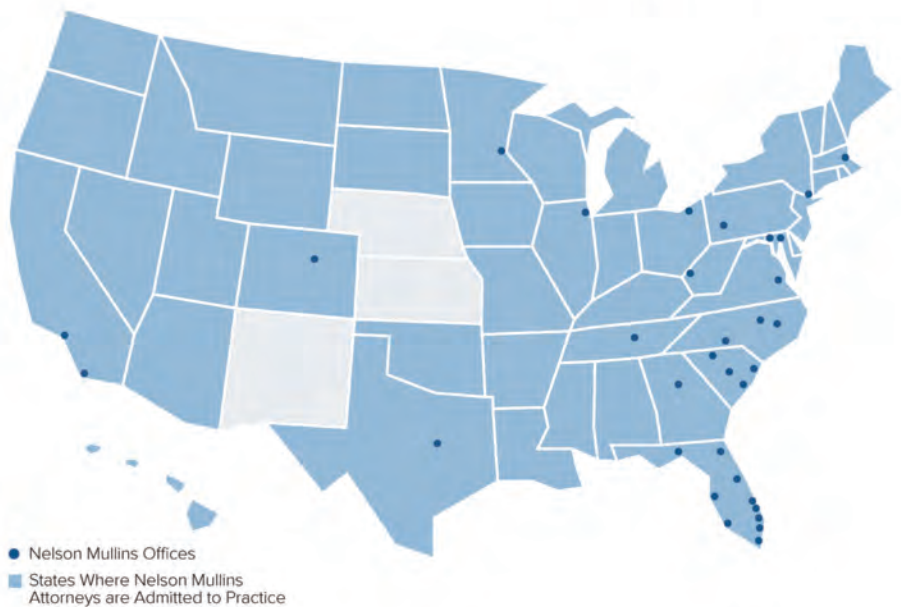 Nelson Mullins Offices
States Where Nelson Mullins
Attorneys are Admitted to Practice